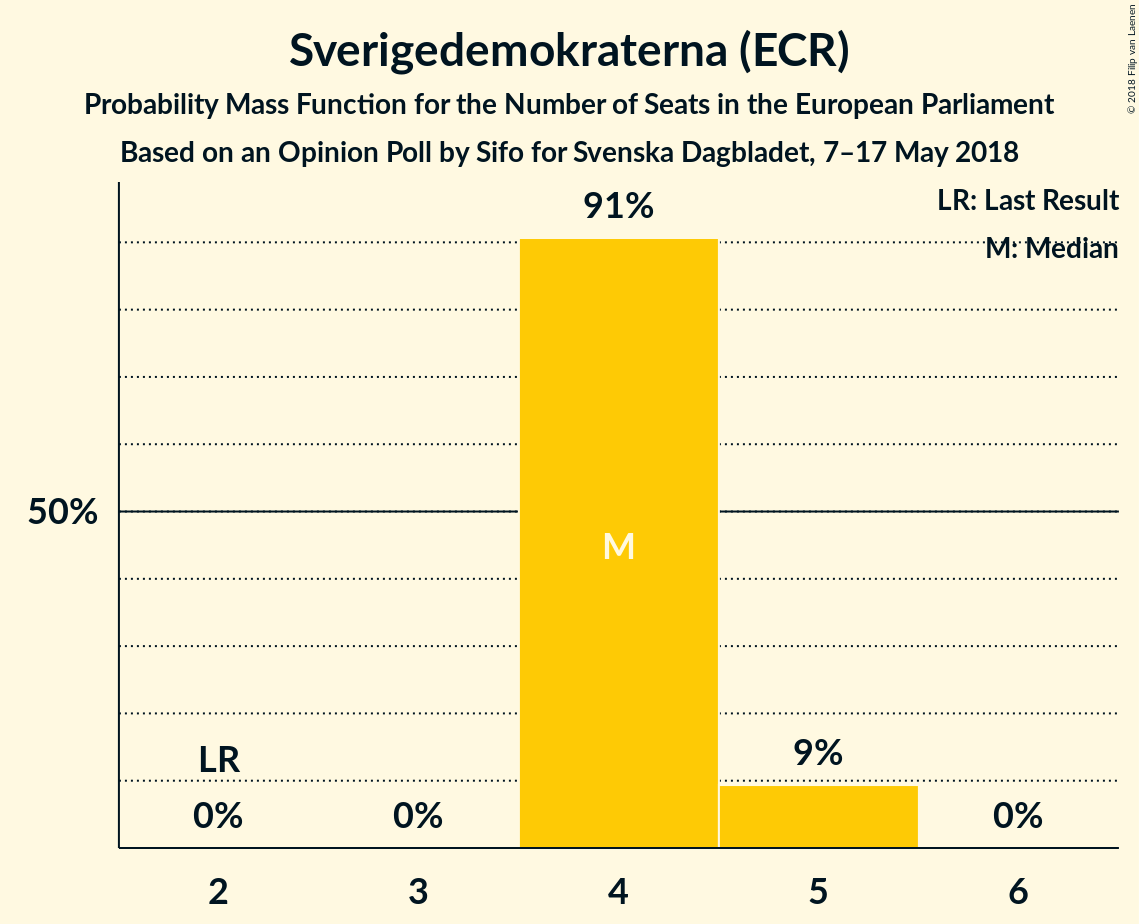 Sverigedemokraterna (ECR)
Probability Mass Function for the Number of Seats in the European Parliament
Based on an Opinion Poll by Sifo for Svenska Dagbladet, 7–17 May 2018
© 2018 Filip van Laenen
LR: Last Result
M: Median
91%
50%
M
LR
9%
0%
0%
0%
2
3
4
5
6